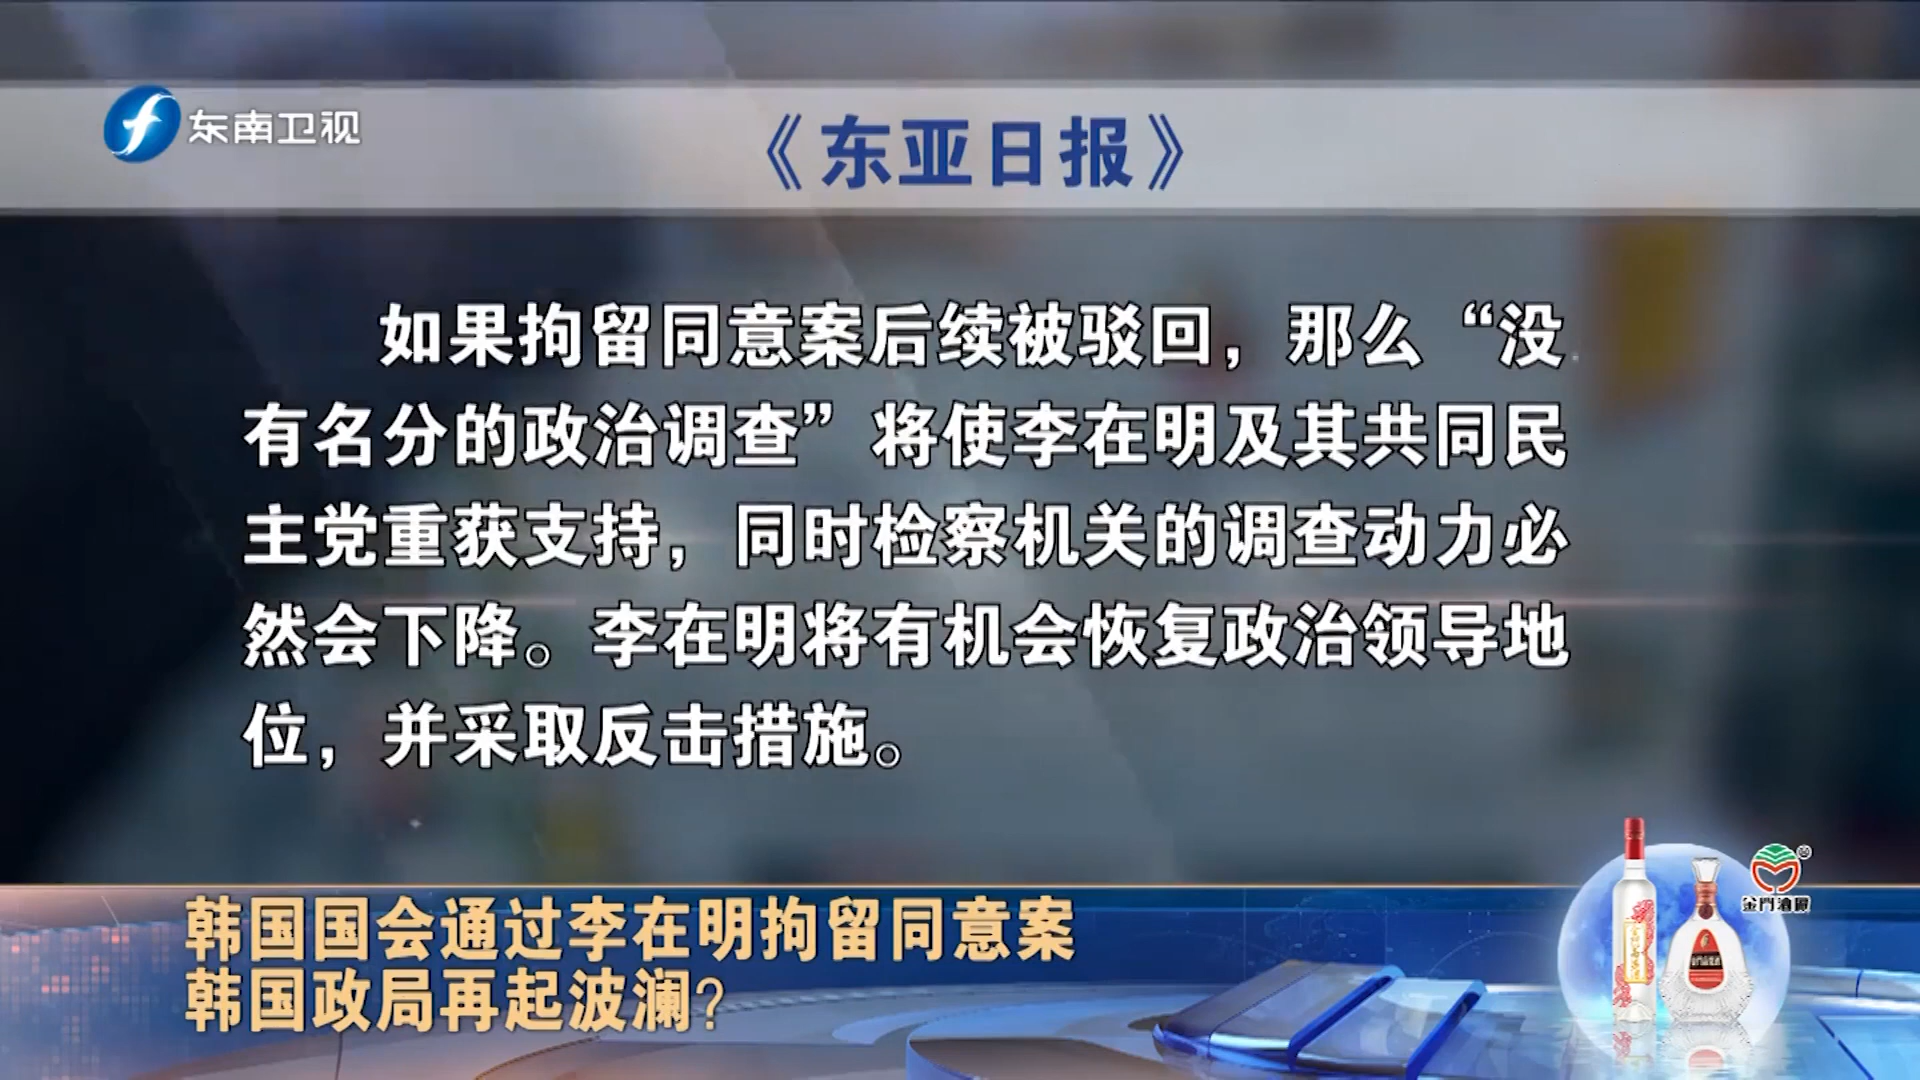 东南卫视
《东亚日报》
如果拘留同意案后续被驳回，那么“没
有名分的政治调查”将使李在明及其共同民
主党重获支持，同时检察机关的调查动力必
然会下降。李在明将有机会恢复政治领导地
位，并采取反击措施。
金門酒廠
韩国国会通过李在明拘留同意案
韩国政局再起波澜？